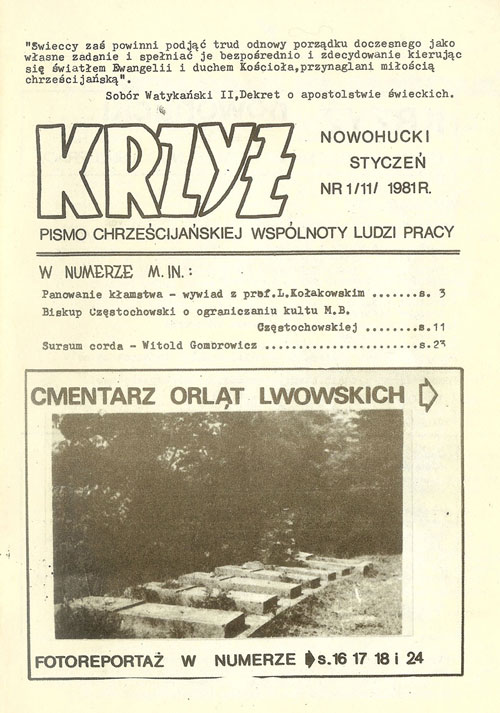 "Świeccy zaś powinni podjąć trud odnowy porządku doczesnego jako
własne zadanie i spełniać je bezpośrednio i zdecydowanie kierując
się światłem Ewangelii i duchem Kościoła,przynaglani miłością
chrześcijańską".
Sobór Watykański II,Dekret o apostolstwie świeckich.
KRZYŻ
NOWOHUCKI
STYCZEŃ
NR 1/11/ 1981R.
PISMO CHRZEŚCIJAŃSKIEJ WSPÓLNOTY LUDZI PRACY
W NUMERZE M.IN.:
Panowanie kłamstwa - wywiad z prof.L.Kołakowskim .......s. 3
Biskup Częstochowski o ograniczaniu kultu M.B.
Częstochowskiej ........s.11
Sursum corda - Witold Gombrowicz ......................s.23
CMENTARZ ORLĄT LWOWSKICH
FOTOREPORTAŻ W NUMERZE s.16 17 18 i 24